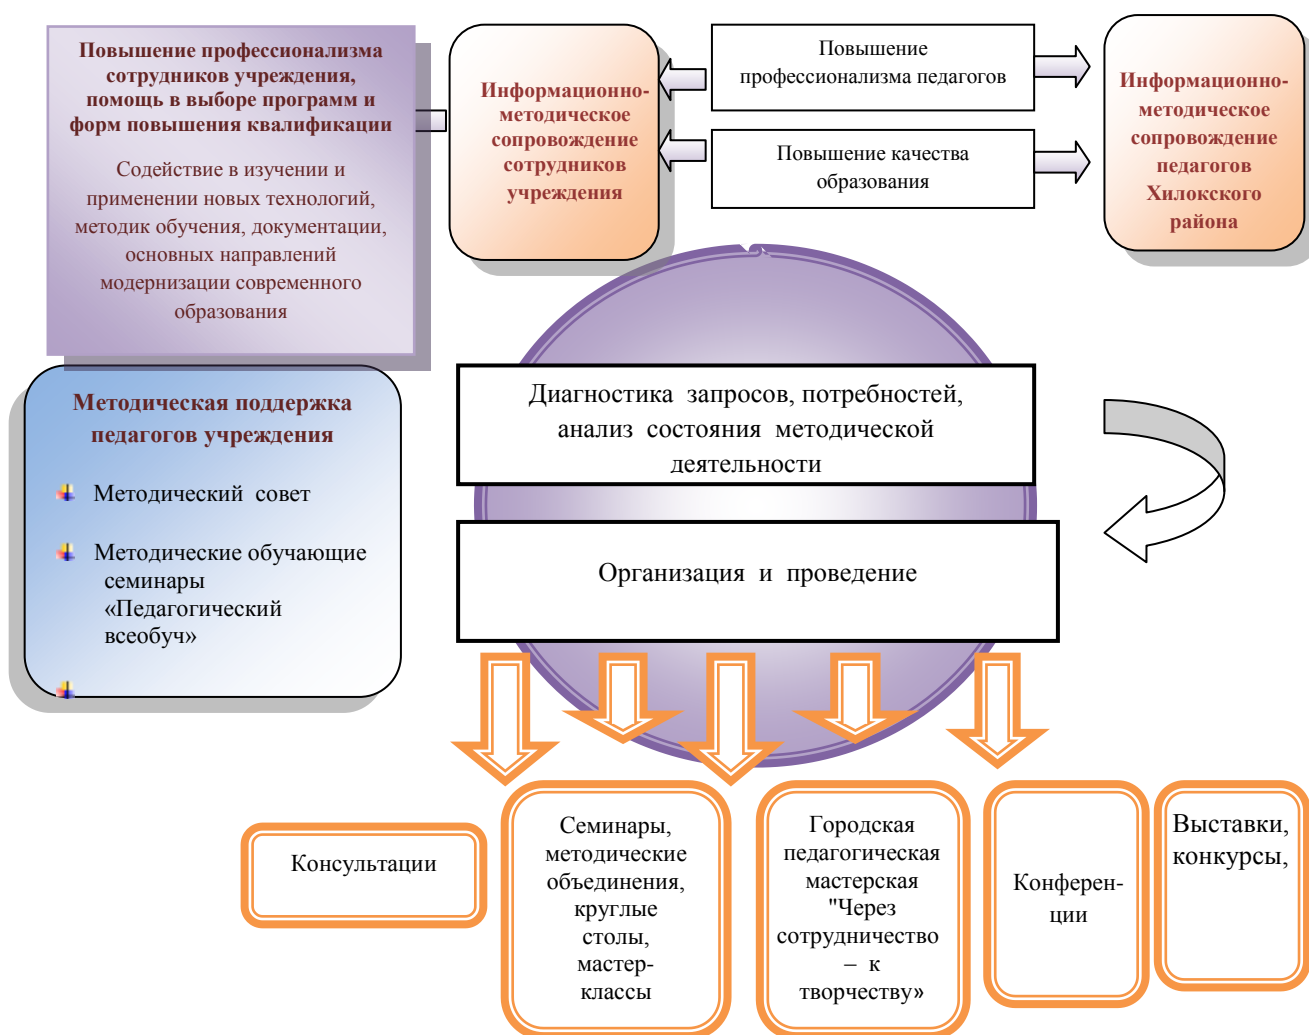 Повышение профессионализма
сотрудников учреждения,
помощь в выборе программ и
форм повышения квалификации
Содействие в изучении и
применении новых технологий,
методик обучения, документации,
основных направлений
модернизации современного
образования
Информационно-
методическое
сопровождение
сотрудников
учреждения
Повышение
профессионализма педагогов
Повышение качества
образования
Информационно-
методическое
сопровождение
педагогов
Хилокского
района
Методическая поддержка
педагогов учреждения
Методический совет
Методические обучающие
семинары
«Педагогический
всеобуч»
Диагностика запросов, потребностей,
анализ состояния методической
деятельности
Организация и проведение
Консультации
Семинары,
методические
объединения,
круглые
столы,
мастер-
классы
Городская
педагогическая
мастерская
"Через
сотрудничество
– к
творчеству»
Конферен-
ции
Выставки,
конкурсы,